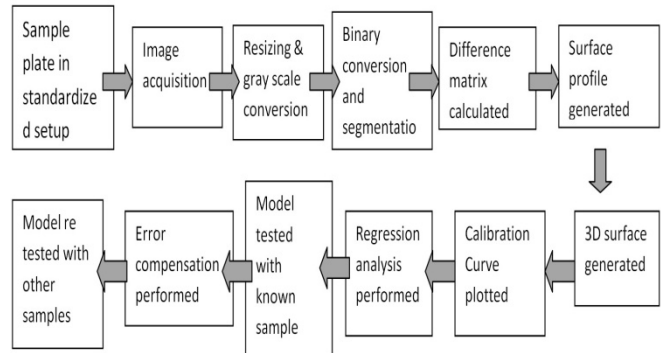 Sample
plate in
standardize
d setup
Image
acquisition
Resizing &
gray scale
conversion
Binary
conversion
and
segmentatio
Difference
matrix
calculated
Surface
profile
generated
3D surface
generated
Calibration
Curve
plotted
Regression
analysis
performed
Model
tested
with
known
sample
Error
compensation
performed
Model re
tested with
other
samples